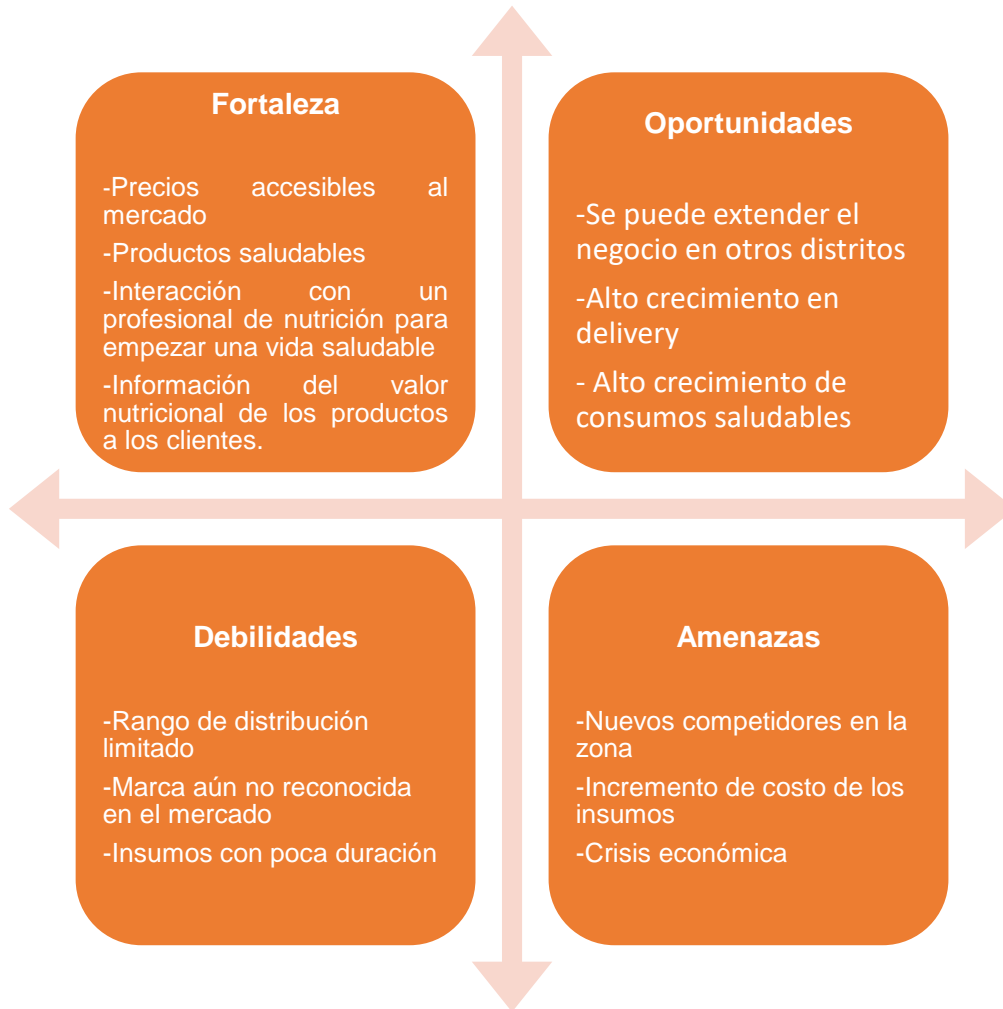 Fortaleza
-Precios accesibles al
mercado
-Productos saludables
-Interacción con un
profesional de nutrición para
empezar una vida saludable
-Información del valor
nutricional de los productos
a los clientes.
Oportunidades
-Se puede extender el
negocio en otros distritos
-Alto crecimiento en
delivery
- Alto crecimiento de
consumos saludables
Debilidades
-Rango de distribución
limitado
-Marca aún no reconocida
en el mercado
-Insumos con poca duración
Amenazas
-Nuevos competidores en la
zona
-Incremento de costo de los
insumos
-Crisis económica